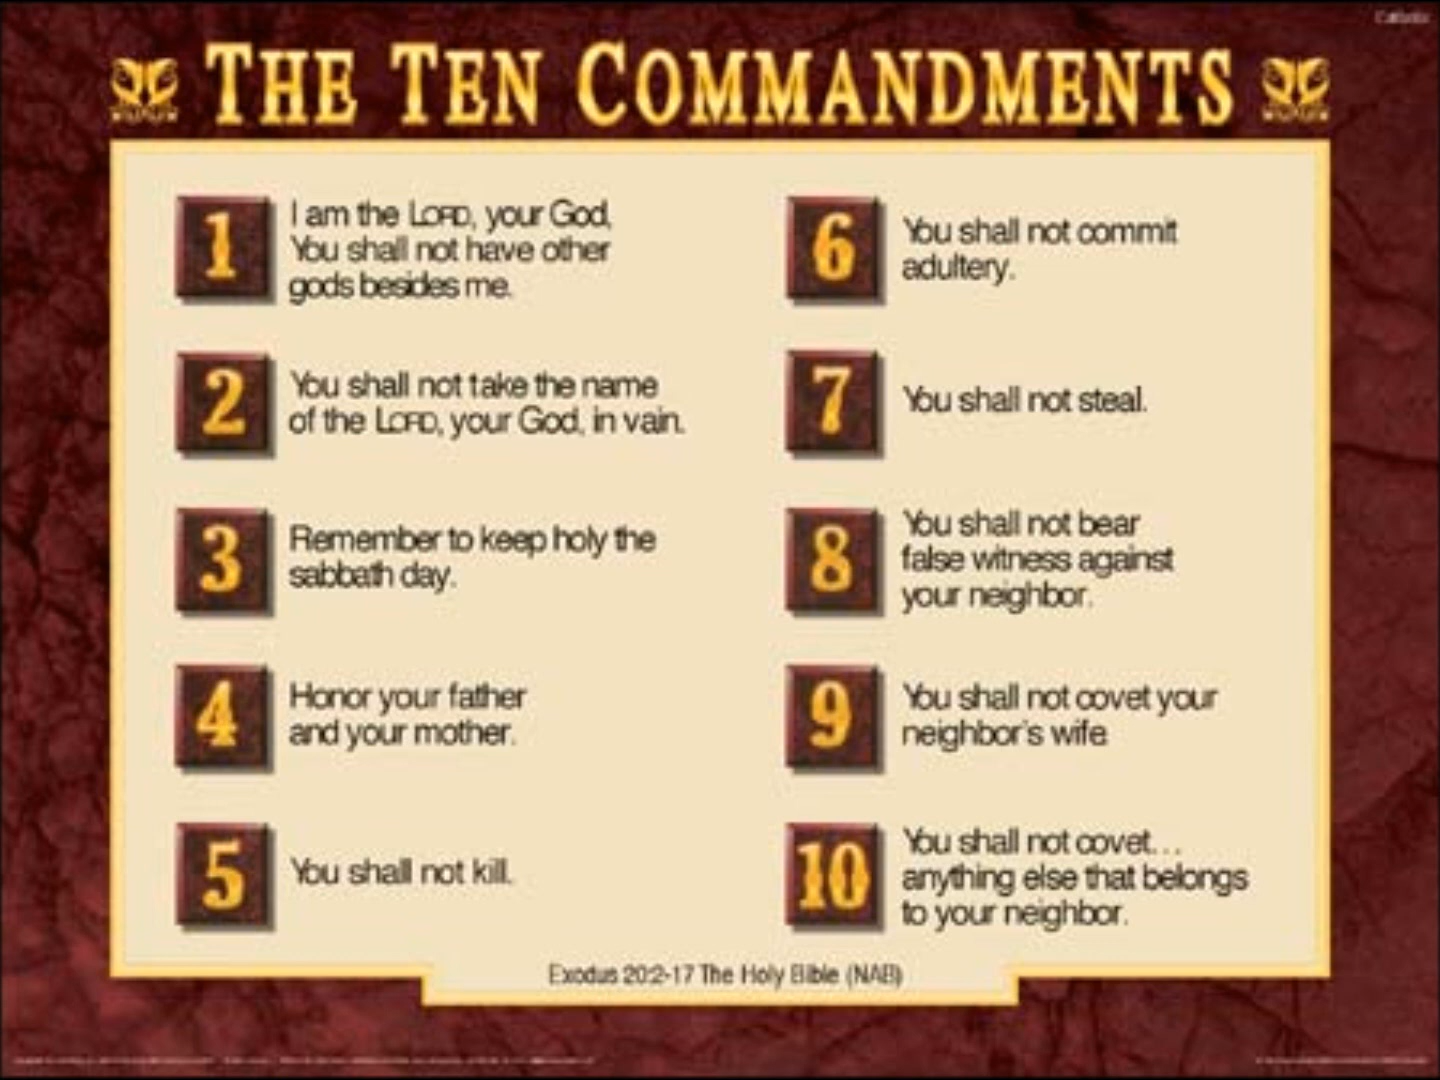 Catholic
THE TEN COMMANDMENTS
1
I am the LORD, your God,
You shall not have other
gods besides me.
2
You shall not take the name
of the LORD, your God, in vain.
3
Remember to keep holy the
sabbath day.
4
Honor your father
and your mother.
5
You shall not kill.
6
You shall not commit
adultery.
7
You shall not steal.
8
You shall not bear
false witness against
your neighbor.
9
You shall not covet your
neighbor's wife
10
You shall not covet...
anything else that belongs
to your neighbor.
Exodus 20:2-17 The Holy Bible (NAB)